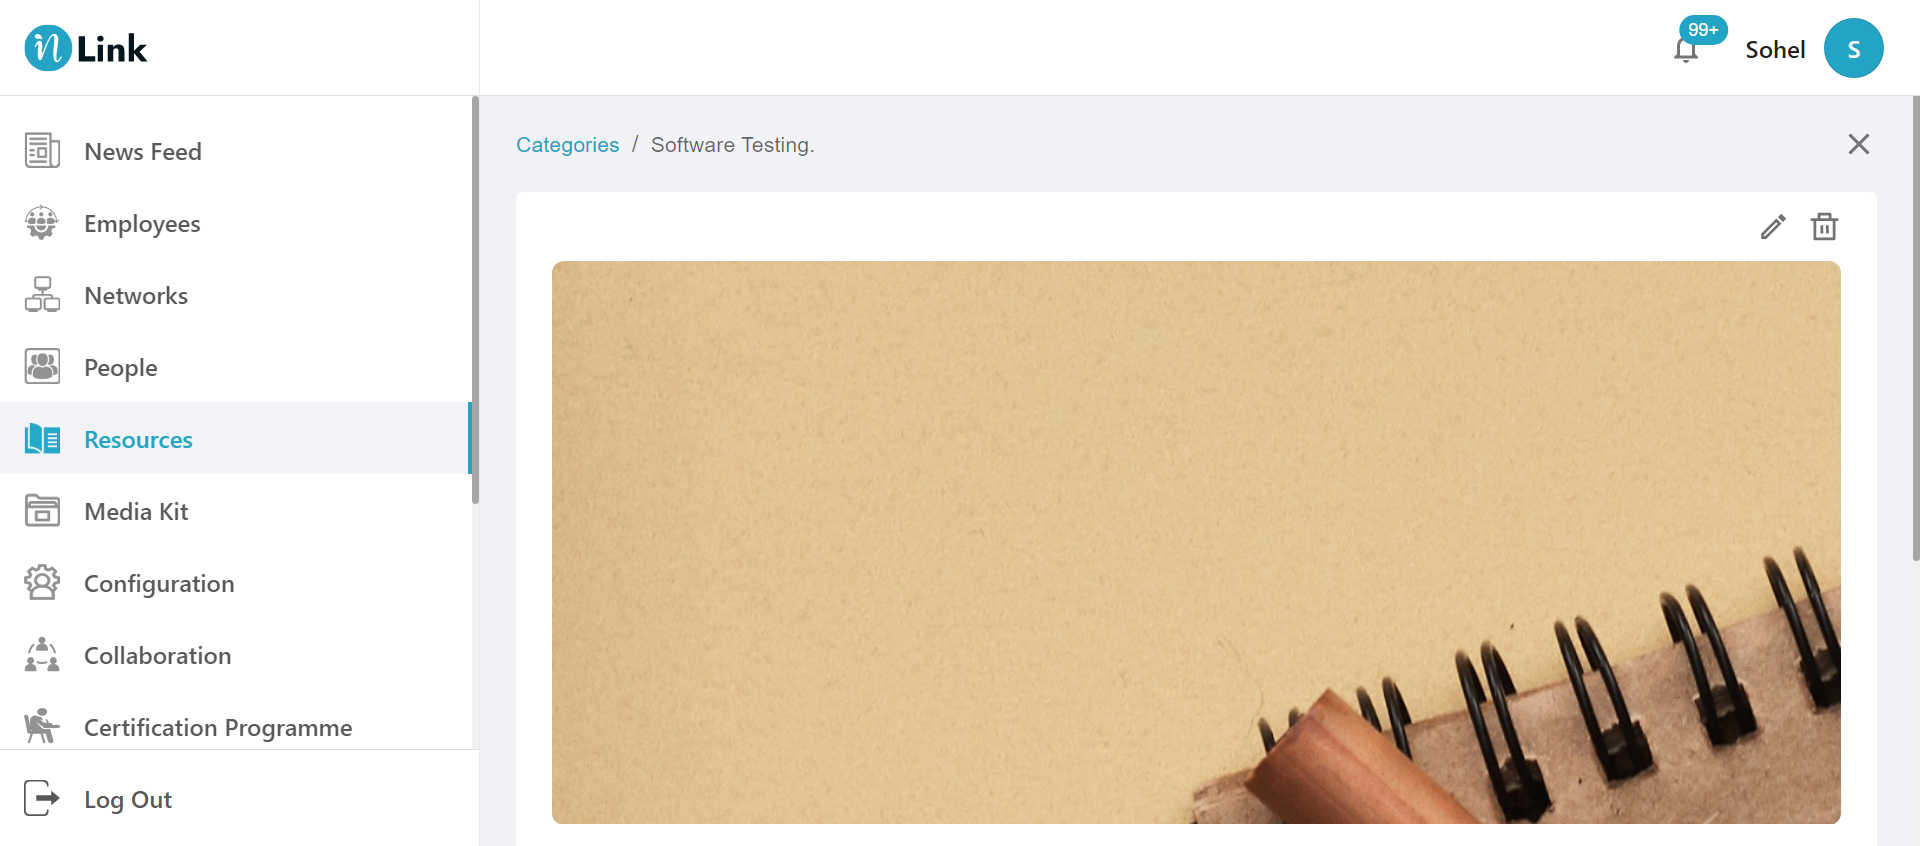 n Link
99+
Sohel
S
News Feed
Employees
Networks
People
Resources
Media Kit
Configuration
Collaboration
Certification Programme
Log Out
Categories / Software Testing.